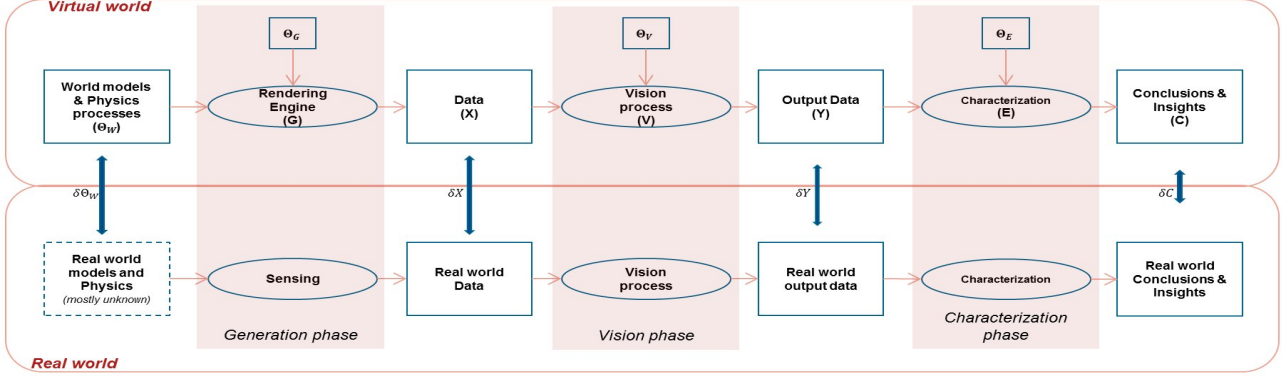 Virtual world
Θ_G
Θ_V
Θ_E
World models
& Physics
processes
(Θ_W)
Rendering
Engine
(G)
Data
(X)
Vision
process
(V)
Output Data
(Y)
Characterization
(E)
Conclusions &
Insights
(C)
δΘ_W
δX
δY
δC
Real world
models and
Physics
(mostly unknown)
Sensing
Real world
Data
Vision
process
Real world
output data
Characterization
Real world
Conclusions &
Insights
Generation phase
Vision phase
Characterization
phase
Real world